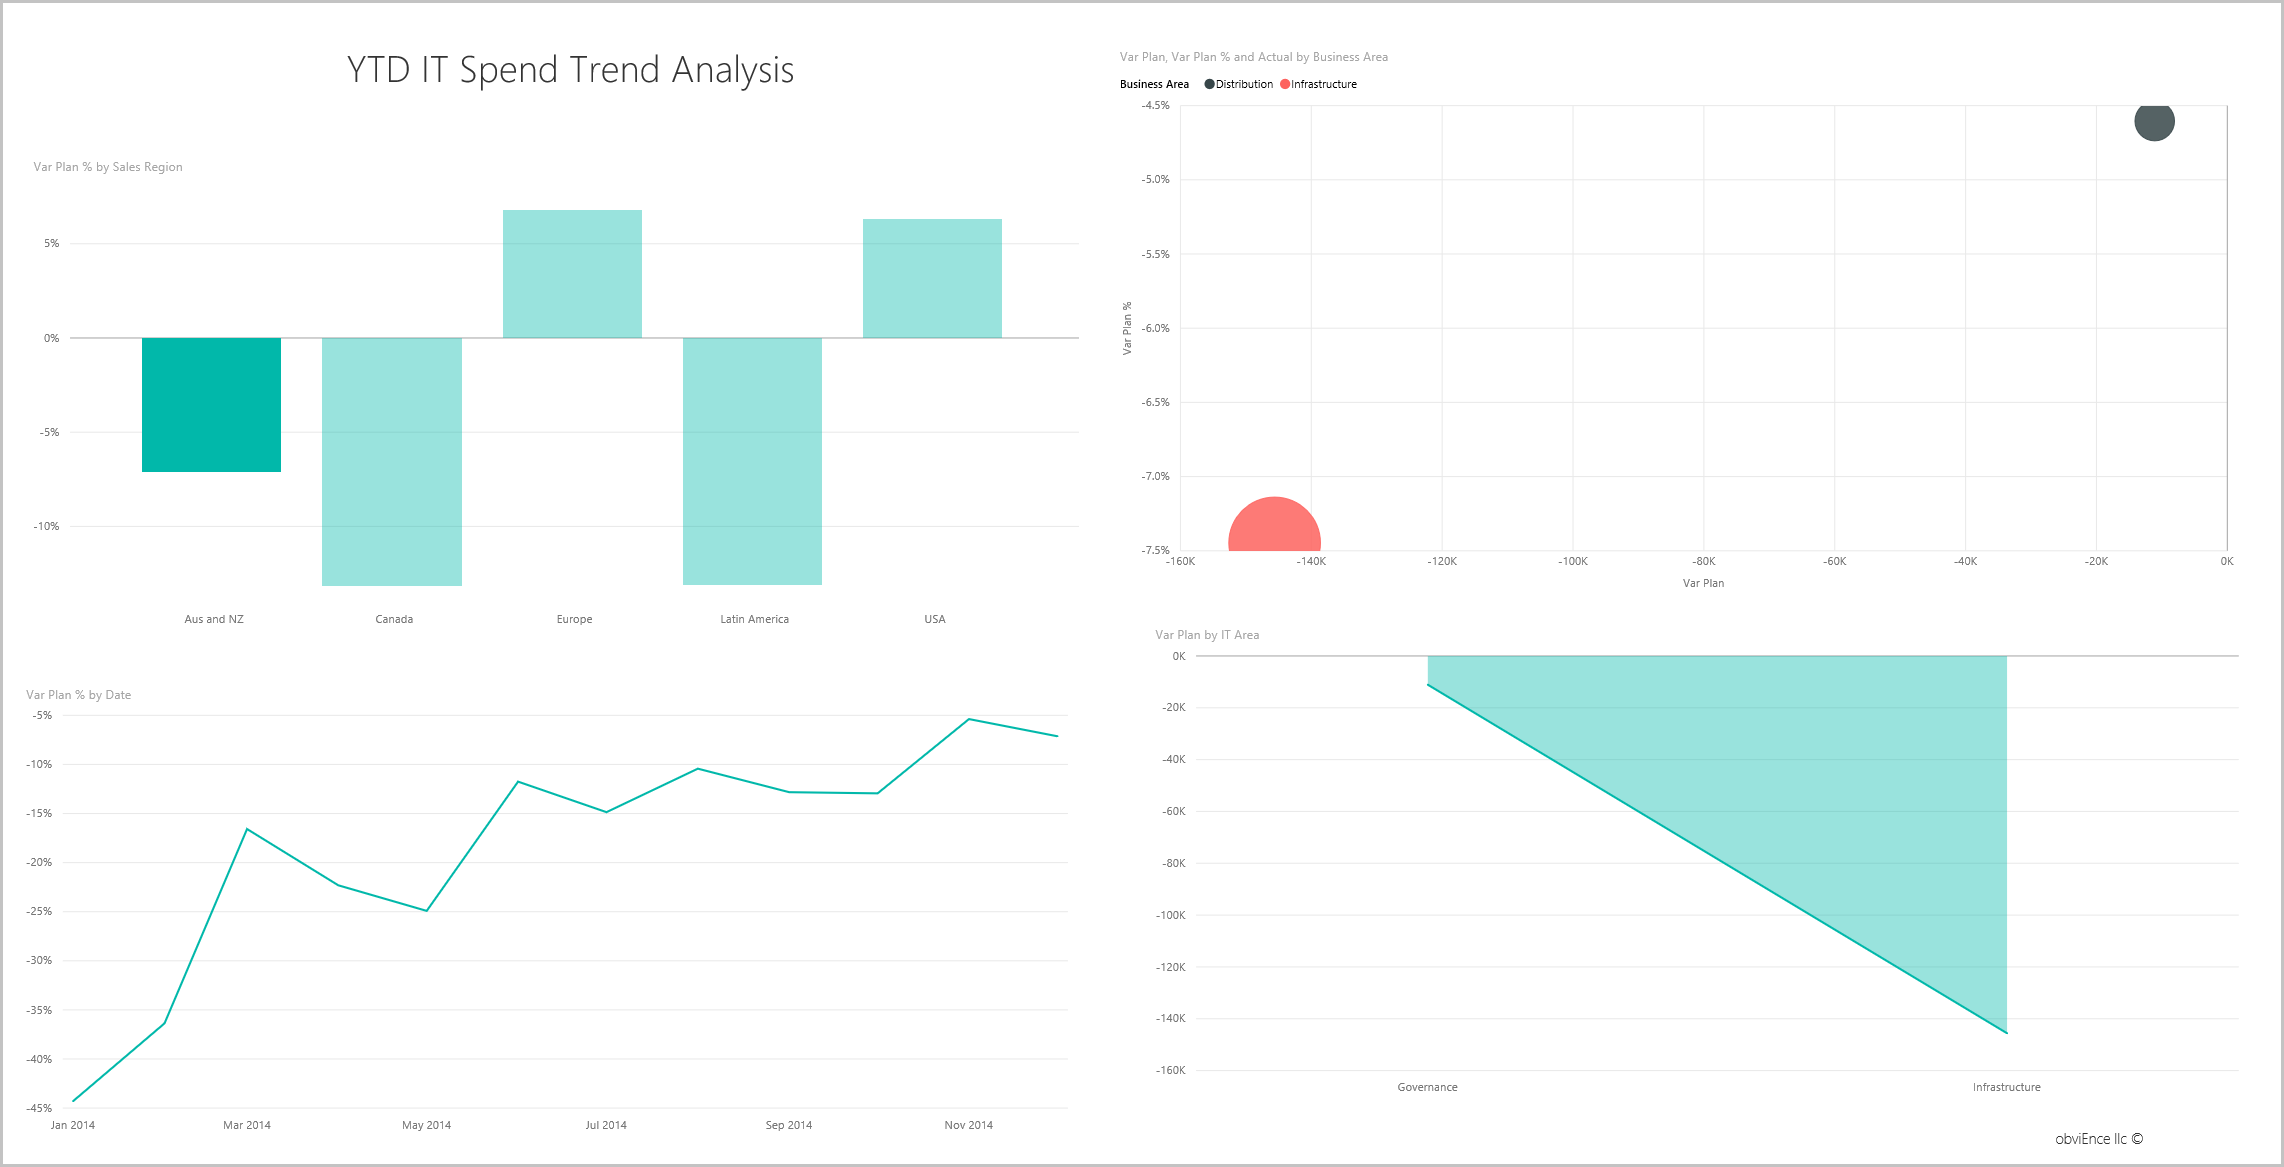 YTD IT Spend Trend Analysis
Var Plan % by Sales Region
5%
0%
-5%
-10%
Aus and NZ Canada Europe Latin America USA
Var Plan % by Date
-5%
-10%
-15%
-20%
-25%
-30%
-35%
-40%
-45%
Jan 2014 Mar 2014 May 2014 Jul 2014 Sep 2014 Nov 2014
Var Plan, Var Plan % and Actual by Business Area
Business Area Distribution Infrastructure
Var Plan %
-4.5%
-5.0%
-5.5%
-6.0%
-6.5%
-7.0%
-7.5%
-160K -140K -120K -100K -80K -60K -40K -20K 0K
Var Plan
Var Plan by IT Area
0K
-20K
-40K
-60K
-80K
-100K
-120K
-140K
-160K
Governance Infrastructure
obviEnce llc ©